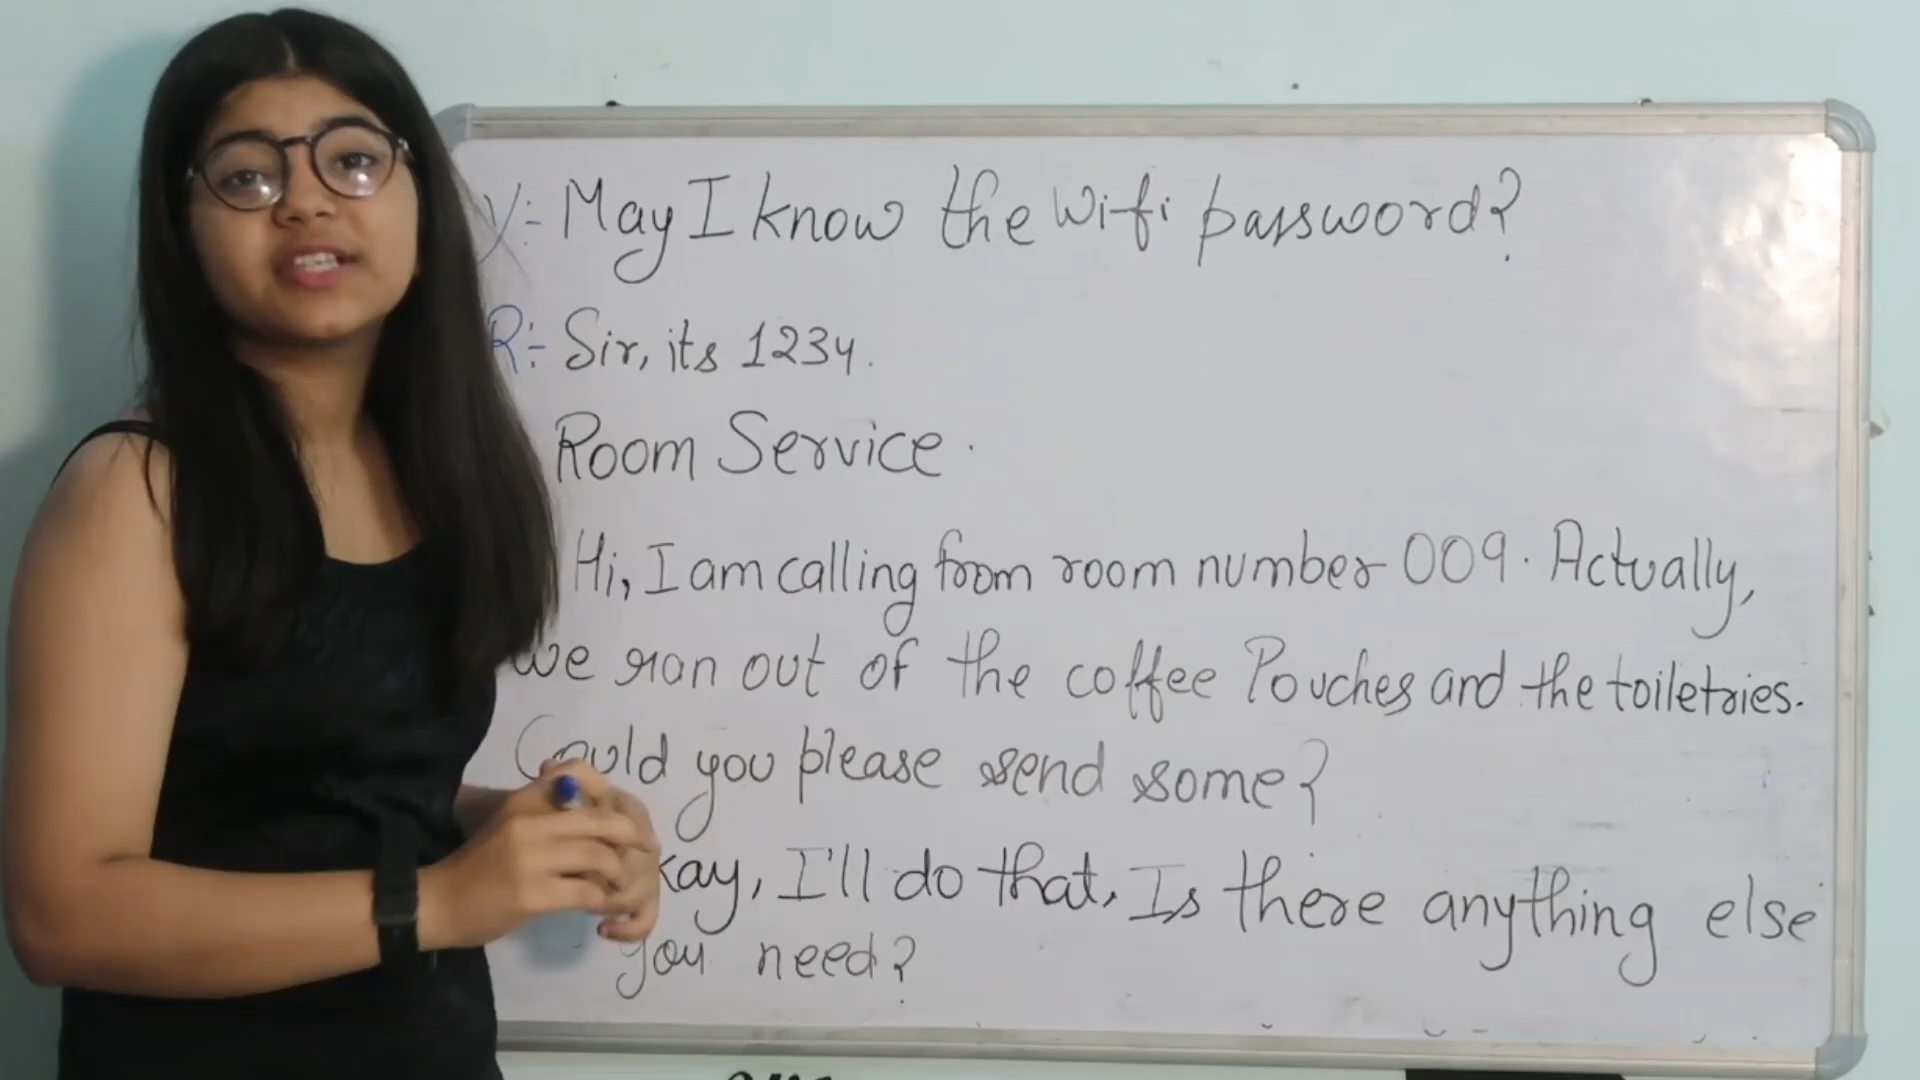 Y:- May I know the Wifi password?
R:- Sir, its 1234.
Room Service.
Hi, I am calling from room number 009. Actually,
we ran out of the coffee Pouches and the toiletries.
Could you please send some?
kay, I'll do that, Is there anything else
you need?